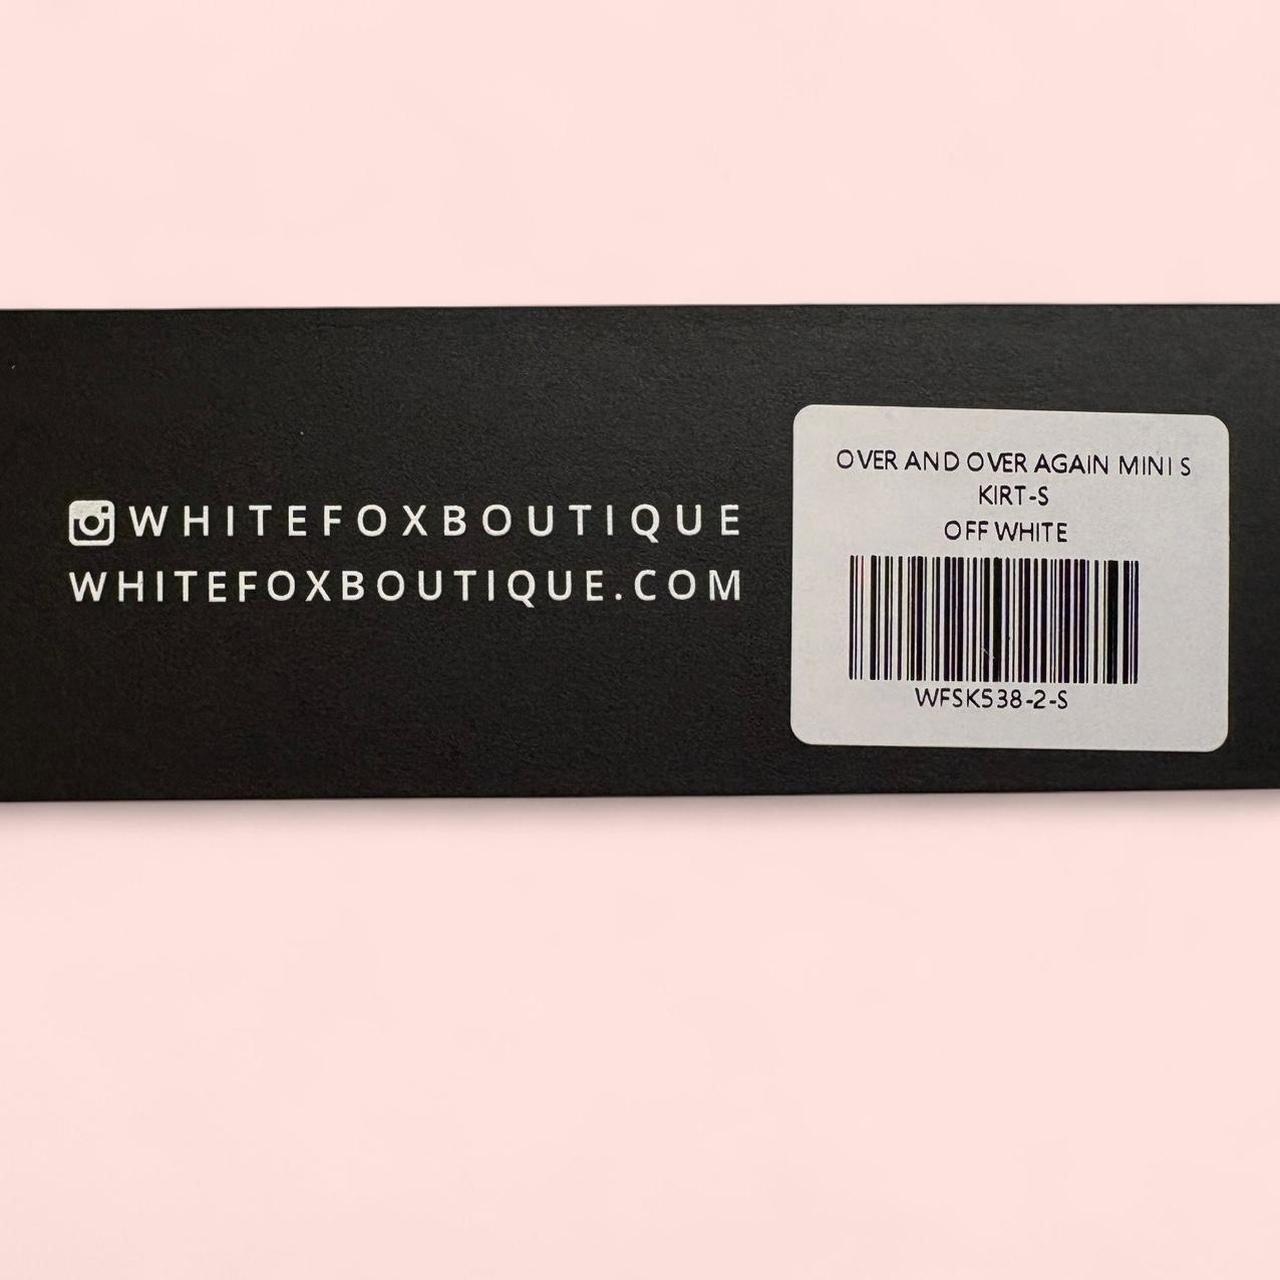 WHITEFOXBOUTIQUE
WHITEFOXBOUTIQUE.COM
OVER AND OVER AGAIN MINI S
KIRT-S
OFF WHITE
WFSK538-2-S